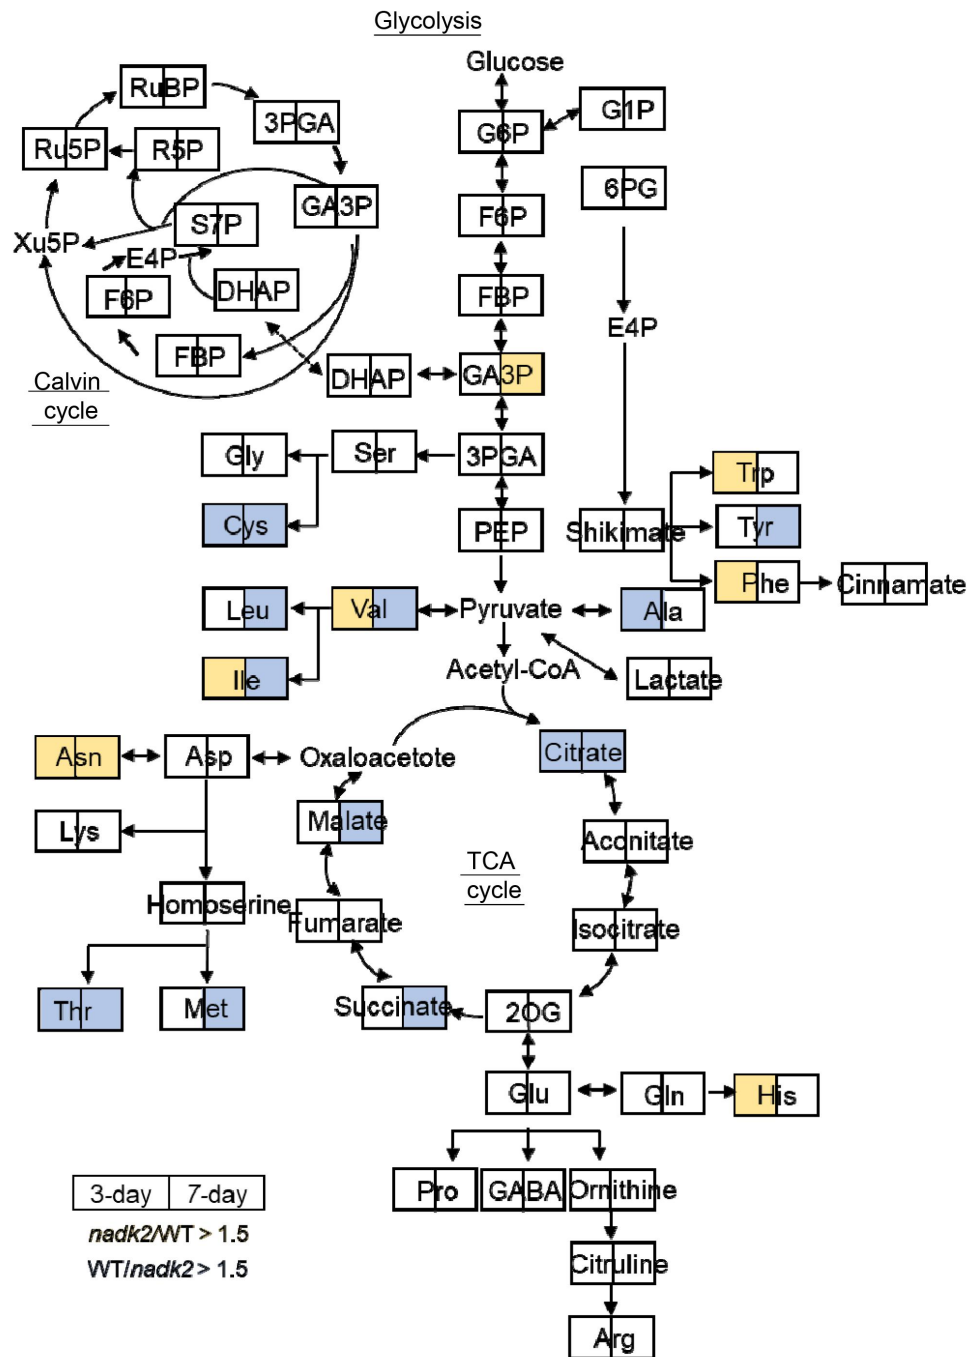 Glycolysis
Glucose
RuBP
G1P
3PGA
G6P
Ru5P
R5P
6PG
GA3P
F6P
S7P
Xu5P
E4P
DHAP
FBP
F6P
E4P
FBP
DHAP
GA3P
Calvin
cycle
Gly
Ser
3PGA
Trp
Cys
PEP
Shikimate
Tyr
Phe
Cinnamate
Leu
Val
Pyruvate
Ala
Acetyl-CoA
Ile
Lactate
Asn
Asp
Oxaloacetote
Citrate
Malate
Lys
Aconitate
TCA
cycle
Homoserine
Fumarate
Isocitrate
Thr
Met
Succinate
2OG
Glu
Gln
His
3-day 7-day
Pro
GABA
Ornithine
nadk2/WT > 1.5
WT/nadk2 > 1.5
Citruline
Arg